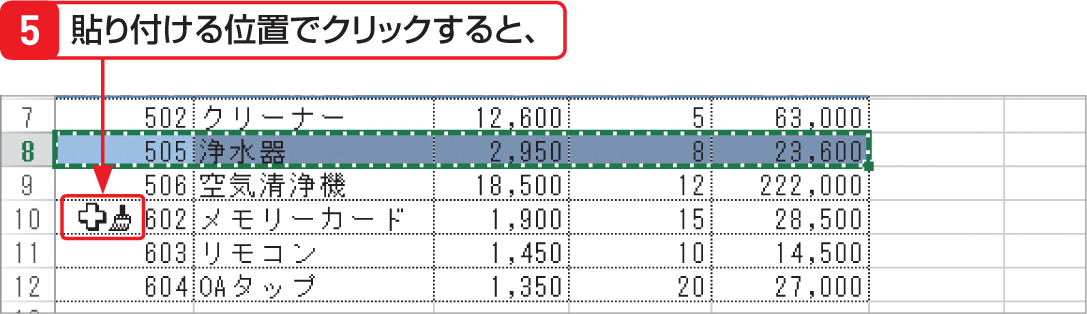 5 貼り付ける位置でクリックすると、
7 502 クリーナー 12,600 5 63,000
8 505 浄水器 2,950 8 23,600
9 506 空気清浄機 18,500 12 222,000
10 602 メモリーカード 1,900 15 28,500
11 603 リモコン 1,450 10 14,500
12 604 OAタップ 1,350 20 27,000